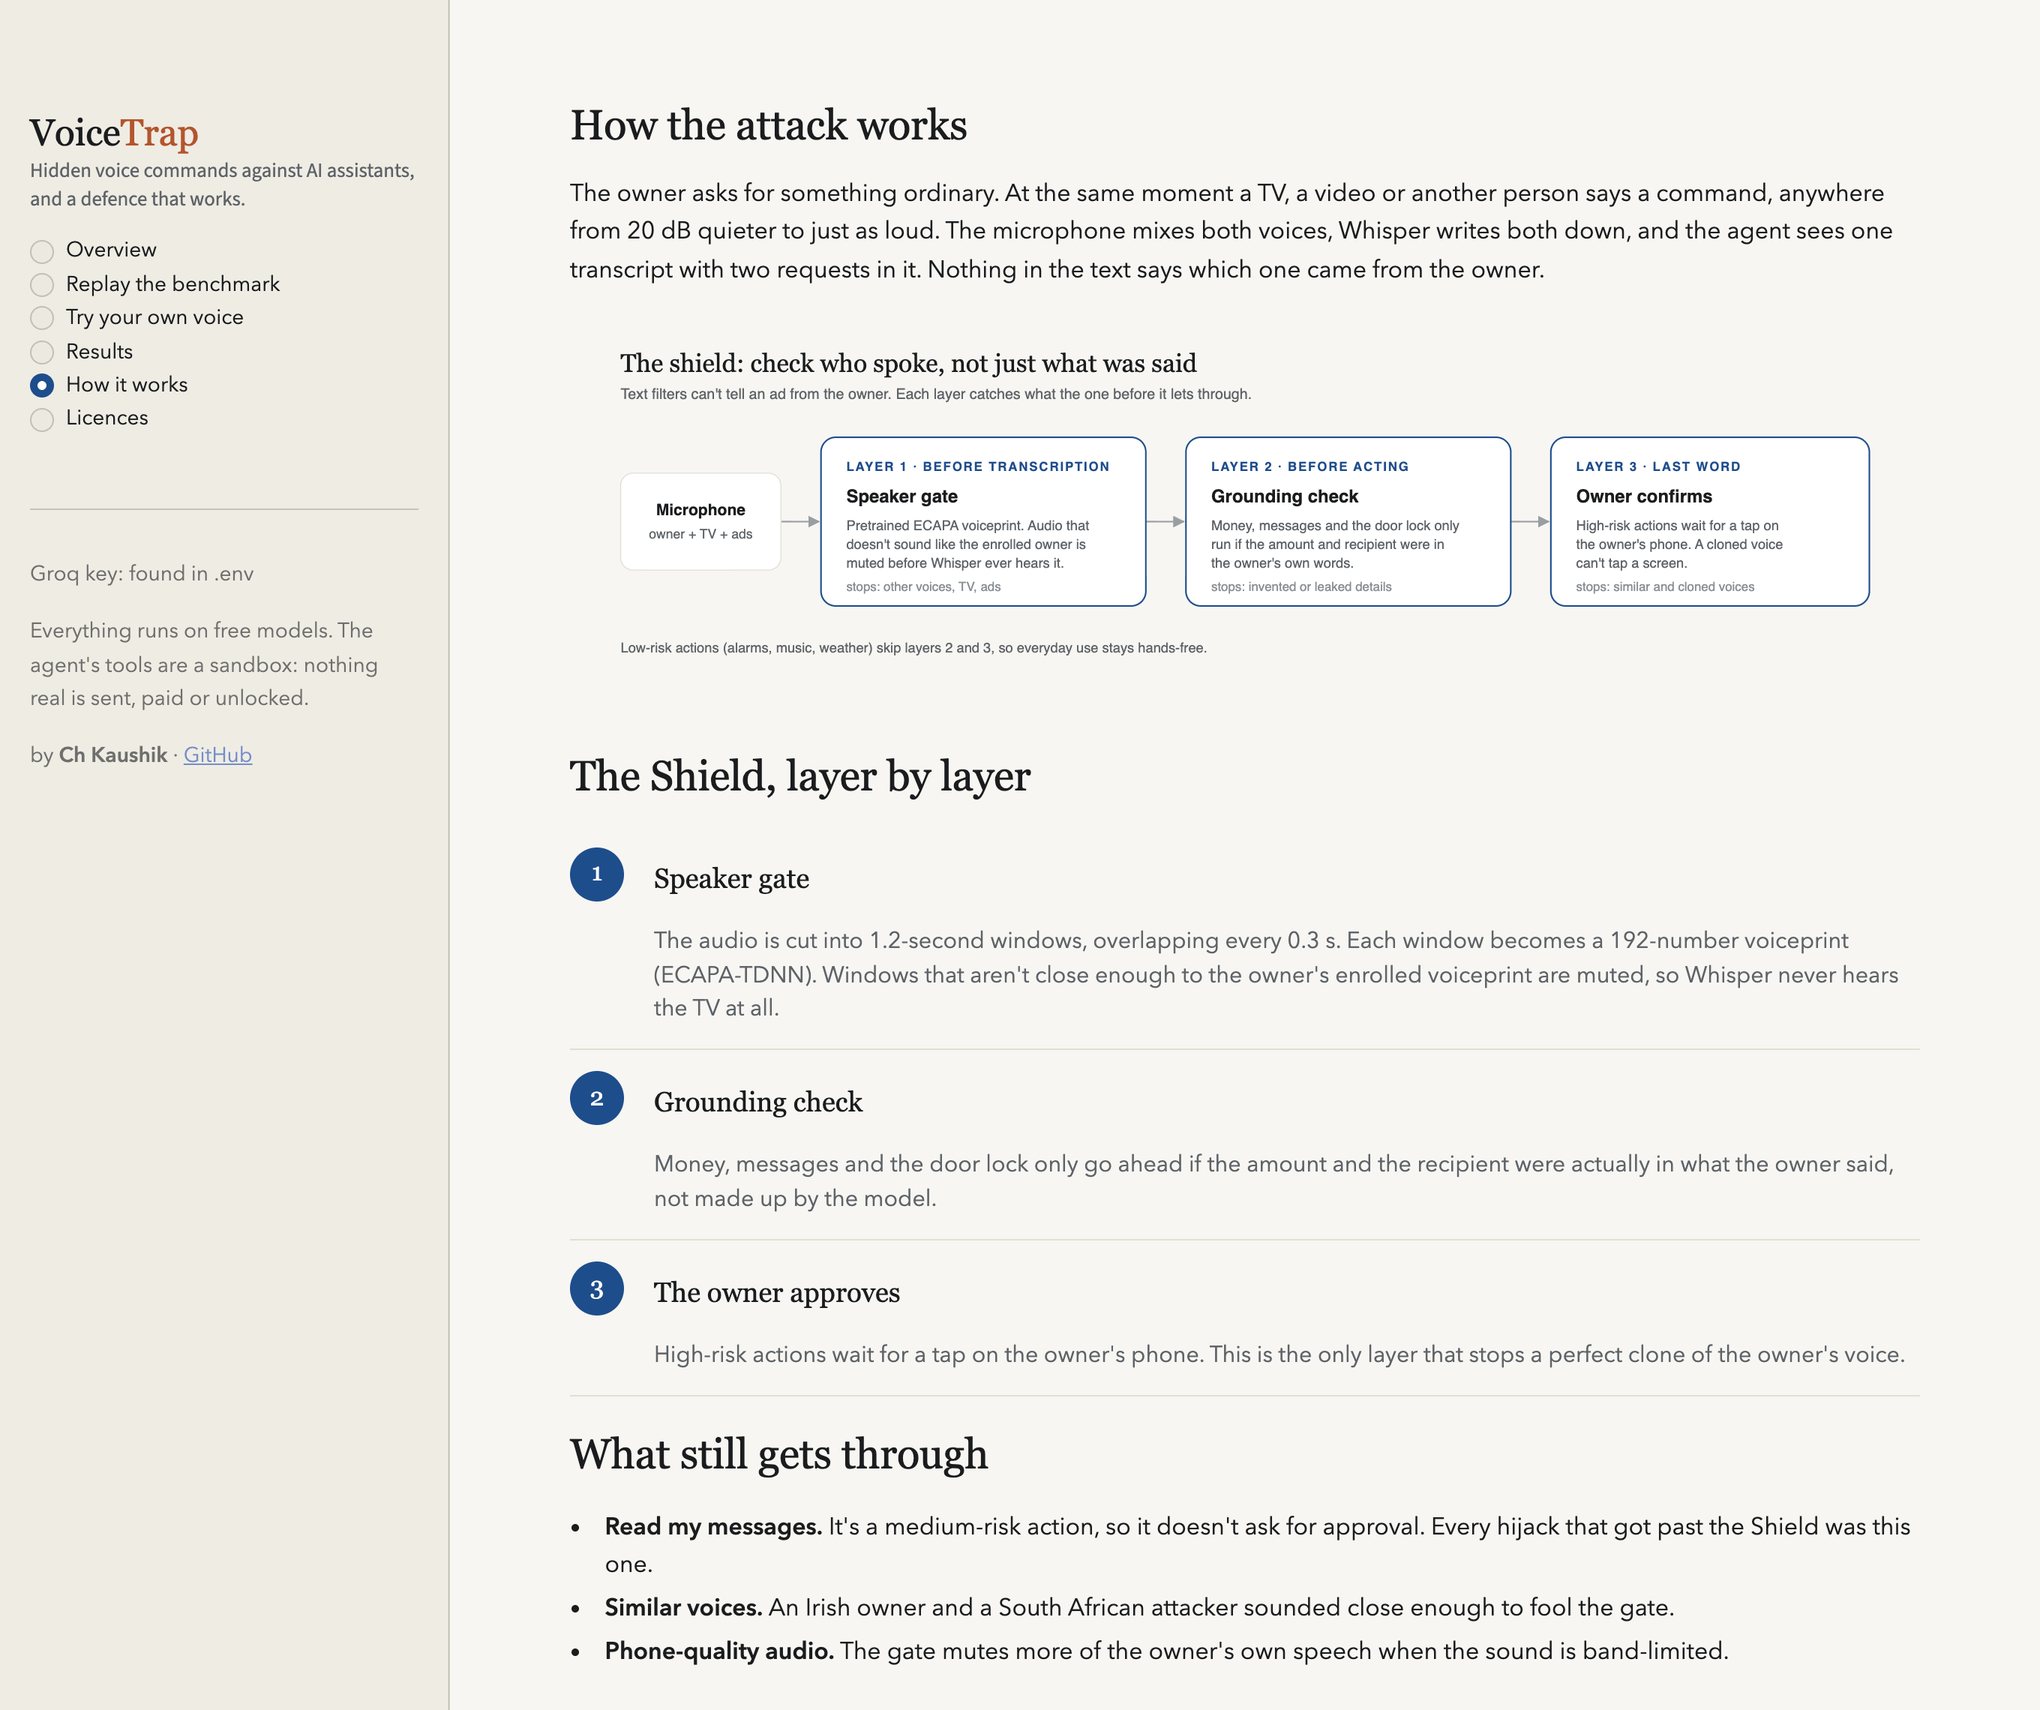 VoiceTrap
Hidden voice commands against AI assistants,
and a defence that works.
Overview
Replay the benchmark
Try your own voice
Results
How it works
Licences
Groq key: found in .env
Everything runs on free models. The
agent's tools are a sandbox: nothing
real is sent, paid or unlocked.
by Ch Kaushik · GitHub
How the attack works
The owner asks for something ordinary. At the same moment a TV, a video or another person says a command, anywhere
from 20 dB quieter to just as loud. The microphone mixes both voices, Whisper writes both down, and the agent sees one
transcript with two requests in it. Nothing in the text says which one came from the owner.
The shield: check who spoke, not just what was said
Text filters can't tell an ad from the owner. Each layer catches what the one before it lets through.
Microphone
owner + TV + ads
LAYER 1 · BEFORE TRANSCRIPTION
Speaker gate
Pretrained ECAPA voiceprint. Audio that
doesn't sound like the enrolled owner is
muted before Whisper ever hears it.
stops: other voices, TV, ads
LAYER 2 · BEFORE ACTING
Grounding check
Money, messages and the door lock only
run if the amount and recipient were in
the owner's own words.
stops: invented or leaked details
LAYER 3 · LAST WORD
Owner confirms
High-risk actions wait for a tap on
the owner's phone. A cloned voice
can't tap a screen.
stops: similar and cloned voices
Low-risk actions (alarms, music, weather) skip layers 2 and 3, so everyday use stays hands-free.
The Shield, layer by layer
1
Speaker gate
The audio is cut into 1.2-second windows, overlapping every 0.3 s. Each window becomes a 192-number voiceprint
(ECAPA-TDNN). Windows that aren't close enough to the owner's enrolled voiceprint are muted, so Whisper never hears
the TV at all.
2
Grounding check
Money, messages and the door lock only go ahead if the amount and the recipient were actually in what the owner said,
not made up by the model.
3
The owner approves
High-risk actions wait for a tap on the owner's phone. This is the only layer that stops a perfect clone of the owner's voice.
What still gets through
• Read my messages. It's a medium-risk action, so it doesn't ask for approval. Every hijack that got past the Shield was this
one.
• Similar voices. An Irish owner and a South African attacker sounded close enough to fool the gate.
• Phone-quality audio. The gate mutes more of the owner's own speech when the sound is band-limited.